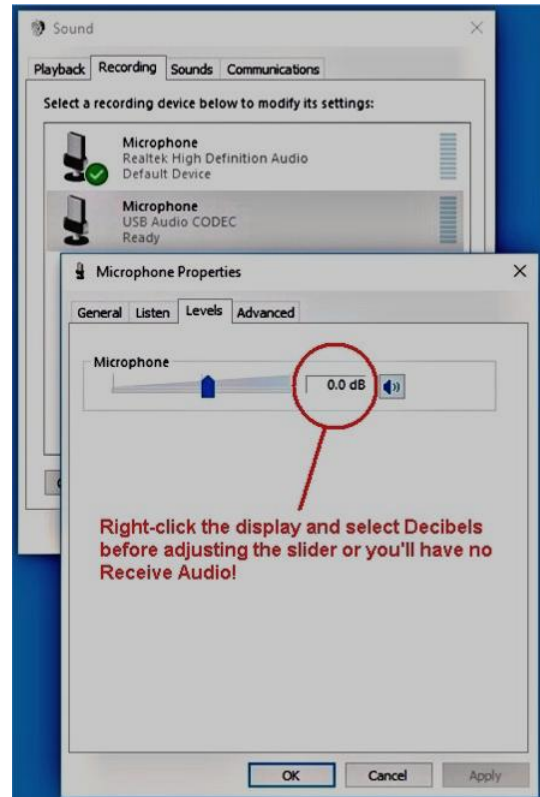 Sound
Playback Recording Sounds Communications
Select a recording device below to modify its settings:
Microphone
Realtek High Definition Audio
Default Device
Microphone
USB Audio CODEC
Ready
Microphone Properties
General Listen Levels Advanced
Microphone
0.0 dB
Right-click the display and select Decibels
before adjusting the slider or you'll have no
Receive Audio!
OK Cancel Apply